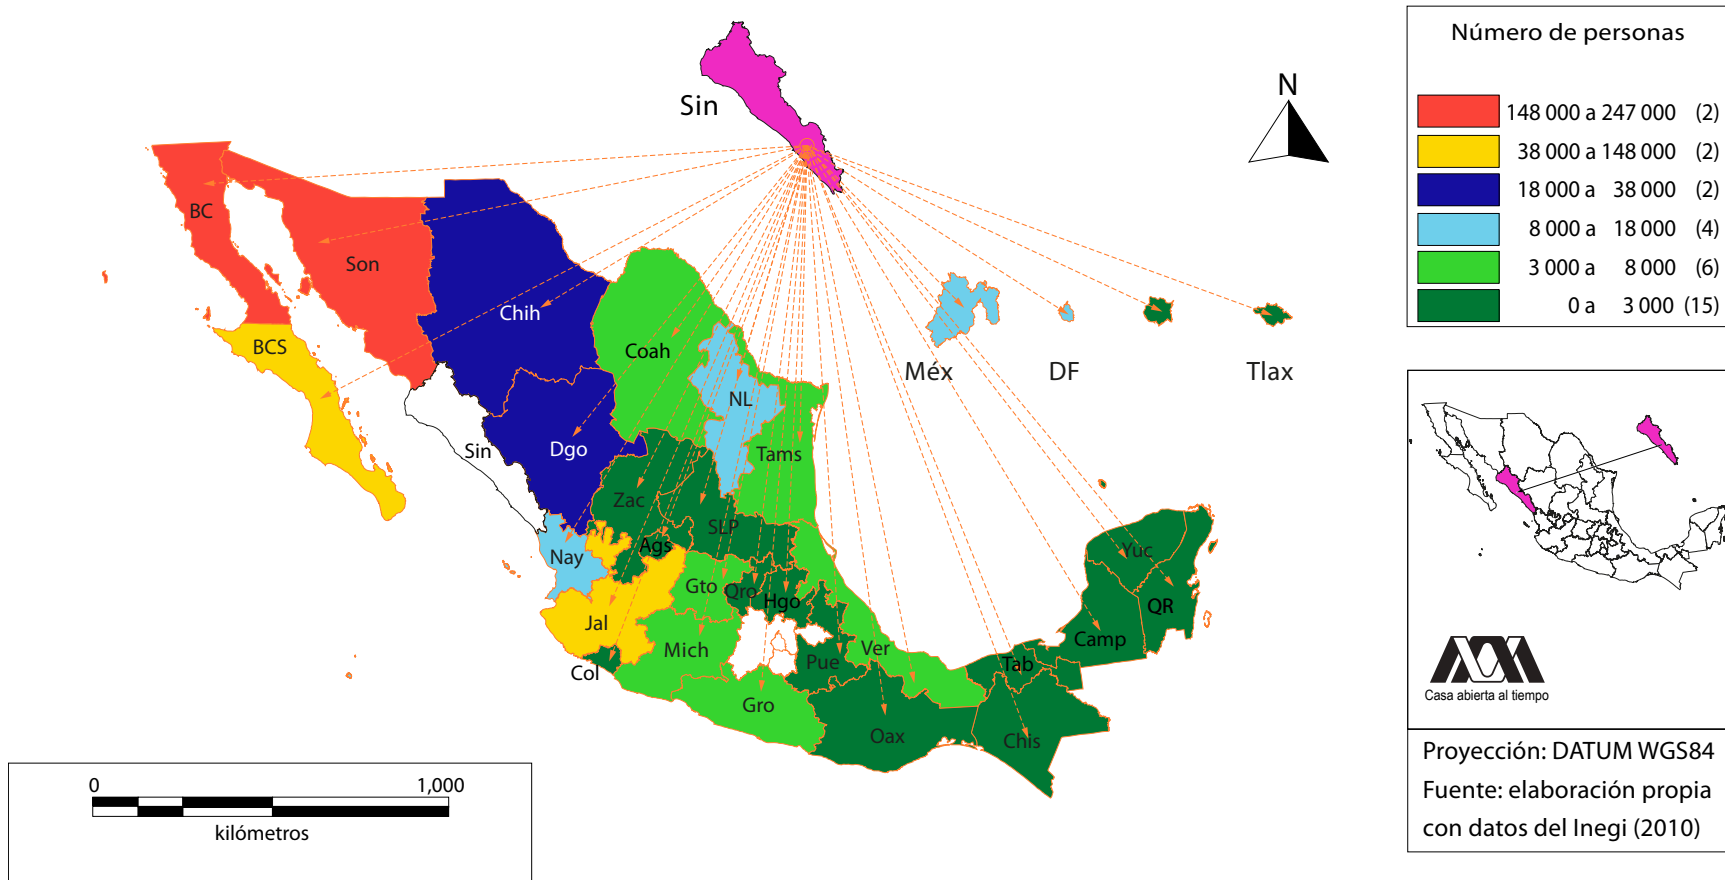 Sin
N
BC
Son
Chih
BCS
Coah
NL
Sin
Dgo
Tams
Zac
SLP
Ags
Nay
Gto
Qro
Hgo
Jal
Mich
Col
Pue
Ver
Gro
Oax
Tab
Chis
Camp
Yuc
QR
Méx
DF
Tlax
0 1,000
kilómetros
Número de personas
148 000 a 247 000 (2)
38 000 a 148 000 (2)
18 000 a 38 000 (2)
8 000 a 18 000 (4)
3 000 a 8 000 (6)
0 a 3 000 (15)
Casa abierta al tiempo
Proyección: DATUM WGS84
Fuente: elaboración propia
con datos del Inegi (2010)